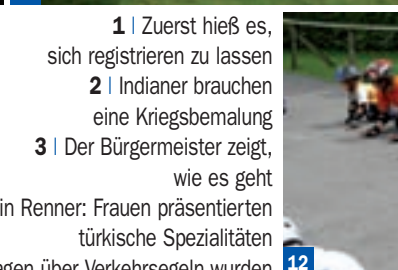 1 | Zuerst hieß es,
sich registrieren zu lassen
2 | Indianer brauchen
eine Kriegsbemalung
3 | Der Bürgermeister zeigt,
wie es geht
in Renner: Frauen präsentierten
türkische Spezialitäten
über Verkehrsegeln wurden
12